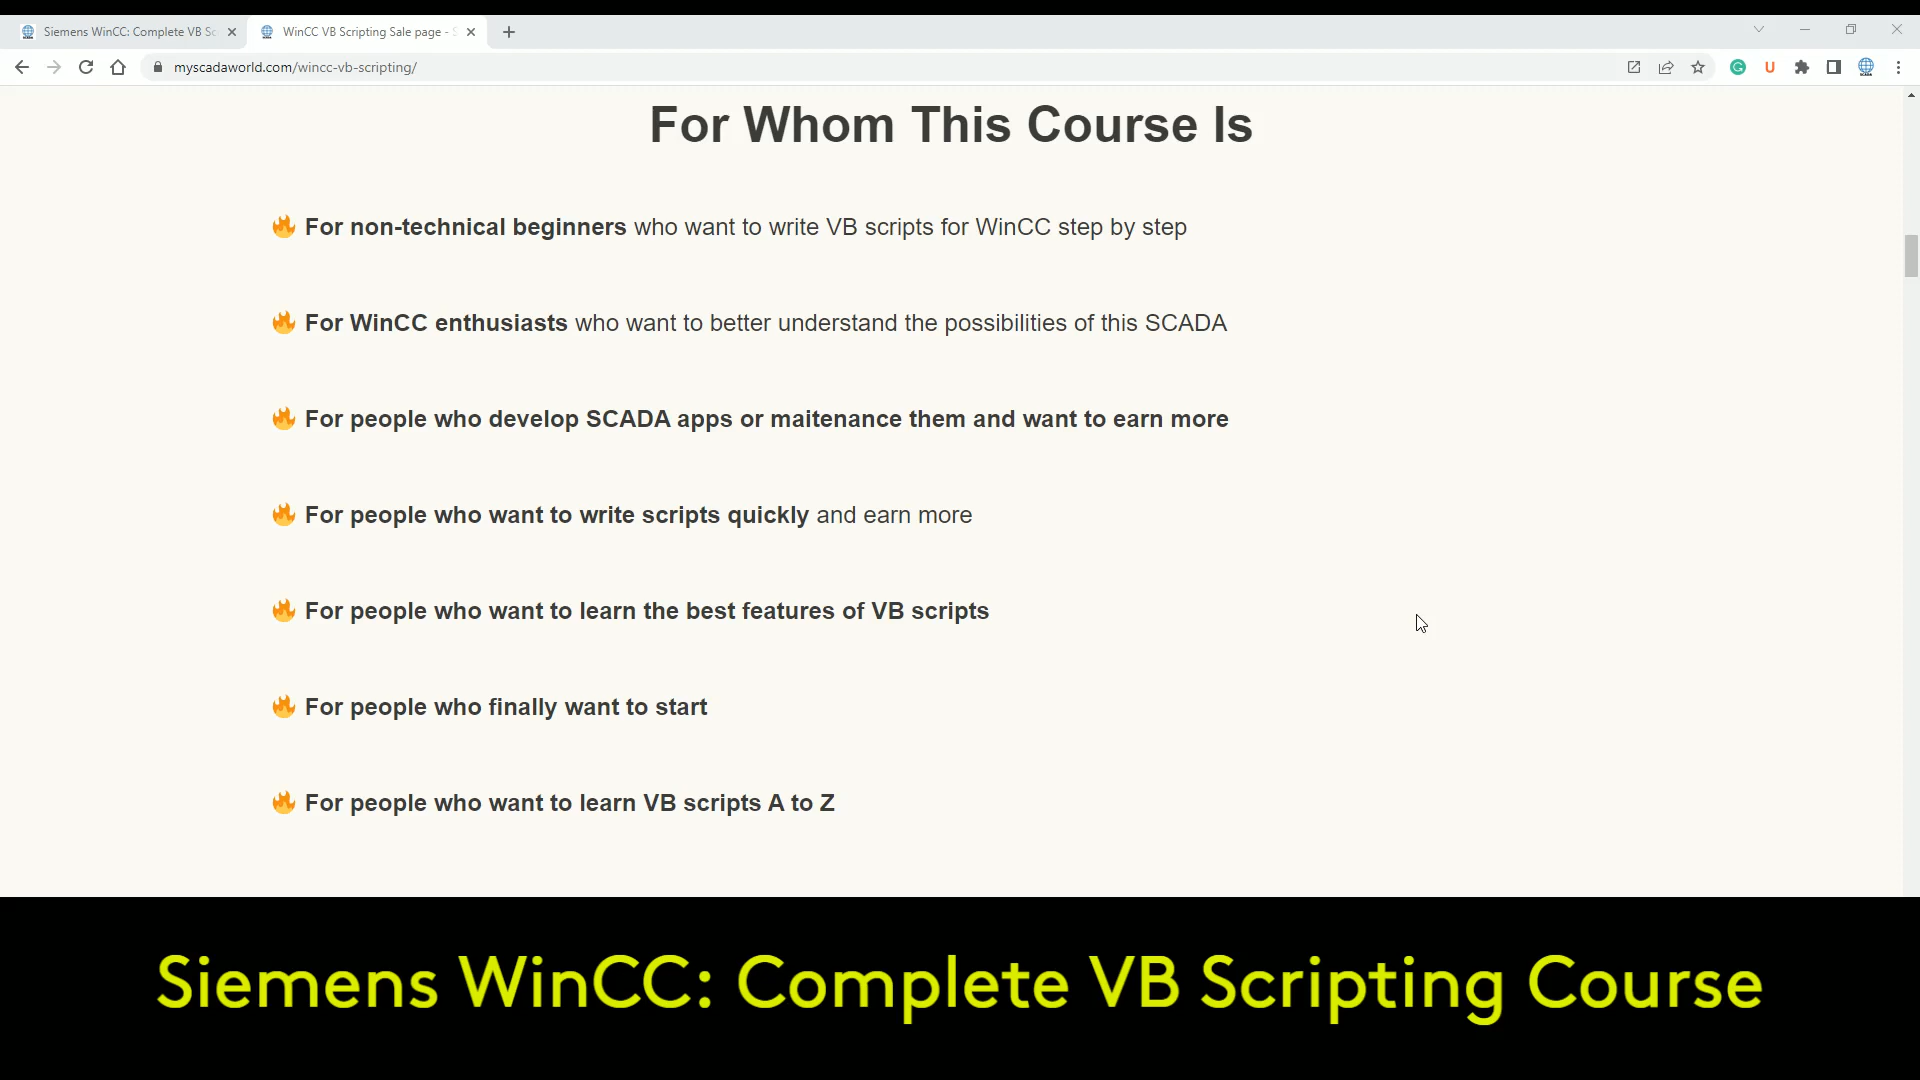 Siemens WinCC: Complete VB Sc
WinCC VB Scripting Sale page - S
myscadaworld.com/wincc-vb-scripting/
For Whom This Course Is
🔥 For non-technical beginners who want to write VB scripts for WinCC step by step
🔥 For WinCC enthusiasts who want to better understand the possibilities of this SCADA
🔥 For people who develop SCADA apps or maitenance them and want to earn more
🔥 For people who want to write scripts quickly and earn more
🔥 For people who want to learn the best features of VB scripts
🔥 For people who finally want to start
🔥 For people who want to learn VB scripts A to Z
Siemens WinCC: Complete VB Scripting Course